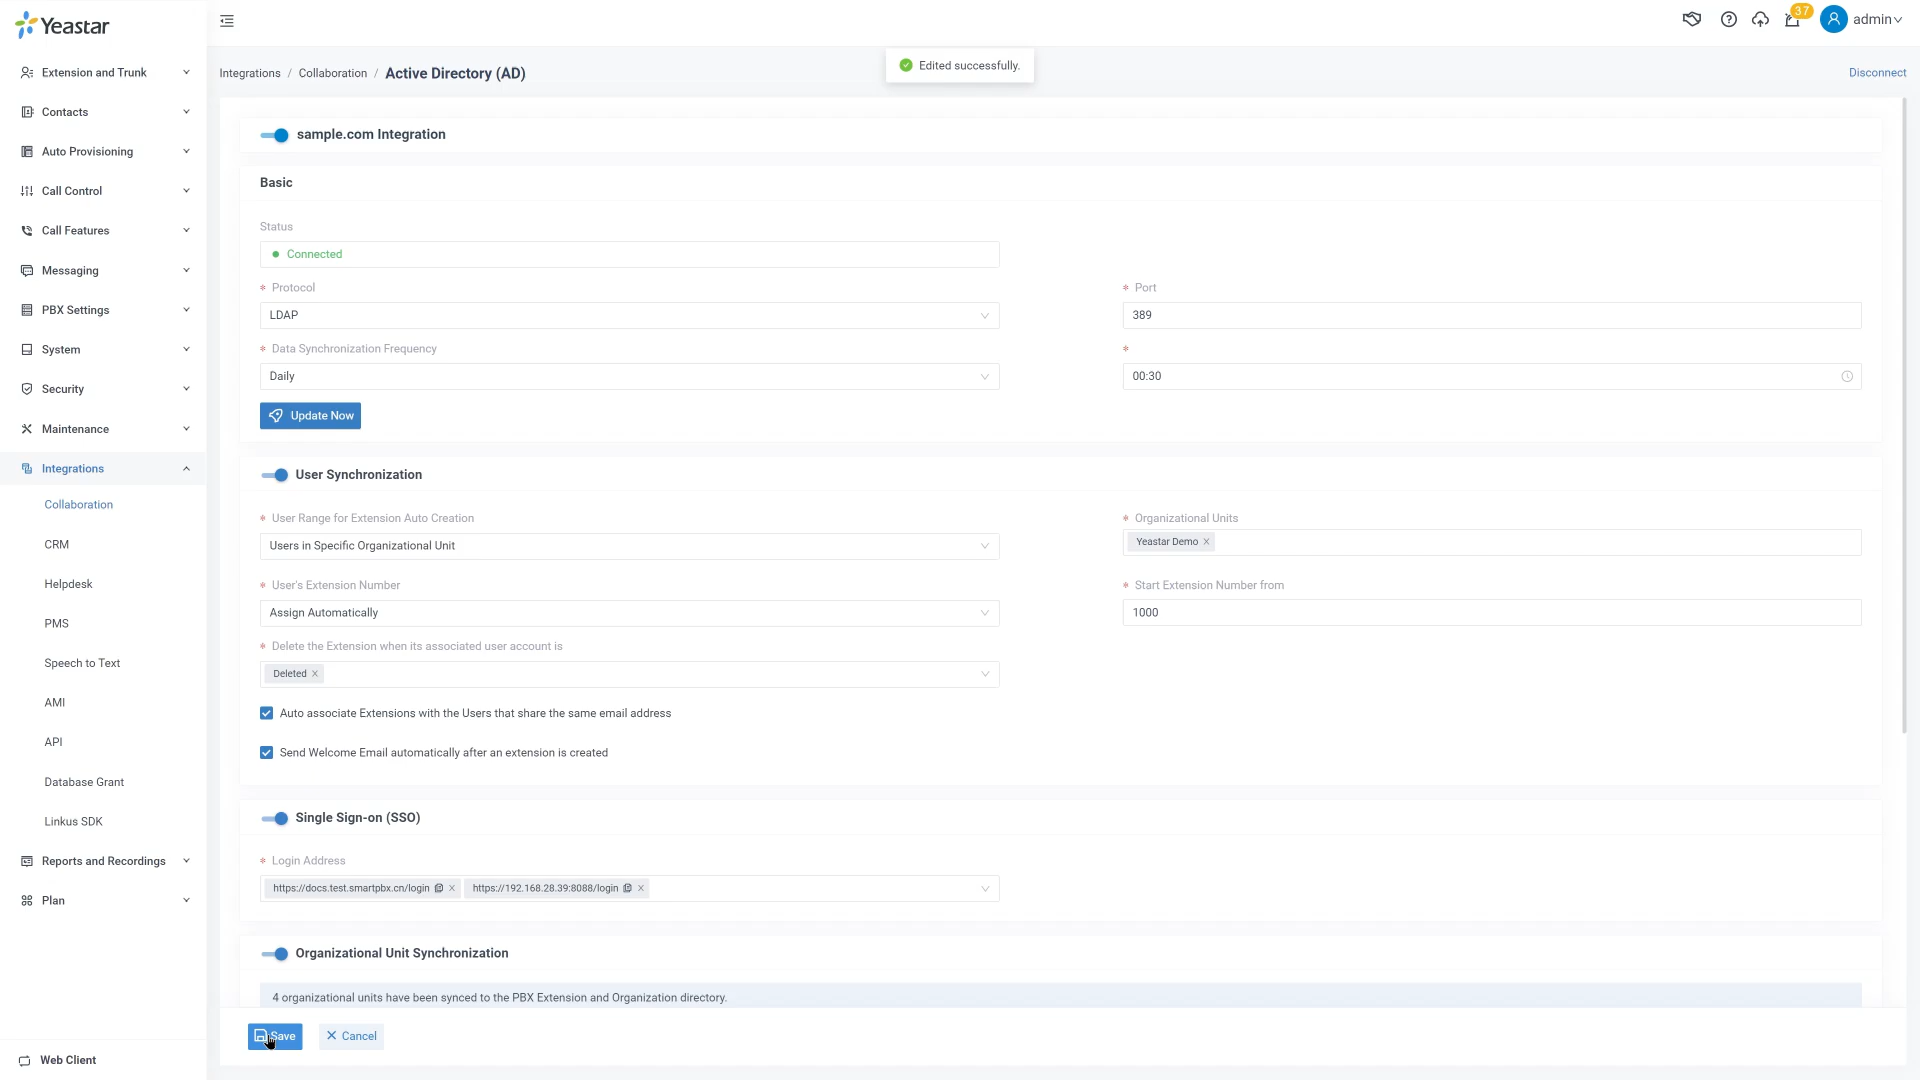 Yeastar
37
admin
Extension and Trunk
Contacts
Auto Provisioning
Call Control
Call Features
Messaging
PBX Settings
System
Security
Maintenance
Integrations
Collaboration
CRM
Helpdesk
PMS
Speech to Text
AMI
API
Database Grant
Linkus SDK
Reports and Recordings
Plan
Web Client
Integrations / Collaboration / Active Directory (AD)
Edited successfully.
Disconnect
sample.com Integration
Basic
Status
Connected
* Protocol
* Port
LDAP
389
* Data Synchronization Frequency
*
Daily
00:30
Update Now
User Synchronization
* User Range for Extension Auto Creation
* Organizational Units
Users in Specific Organizational Unit
Yeastar Demo ×
* User's Extension Number
* Start Extension Number from
Assign Automatically
1000
* Delete the Extension when its associated user account is
Deleted ×
Auto associate Extensions with the Users that share the same email address
Send Welcome Email automatically after an extension is created
Single Sign-on (SSO)
* Login Address
https://docs.test.smartpbx.cn/login × https://192.168.28.39:8088/login ×
Organizational Unit Synchronization
4 organizational units have been synced to the PBX Extension and Organization directory.
Save
Cancel